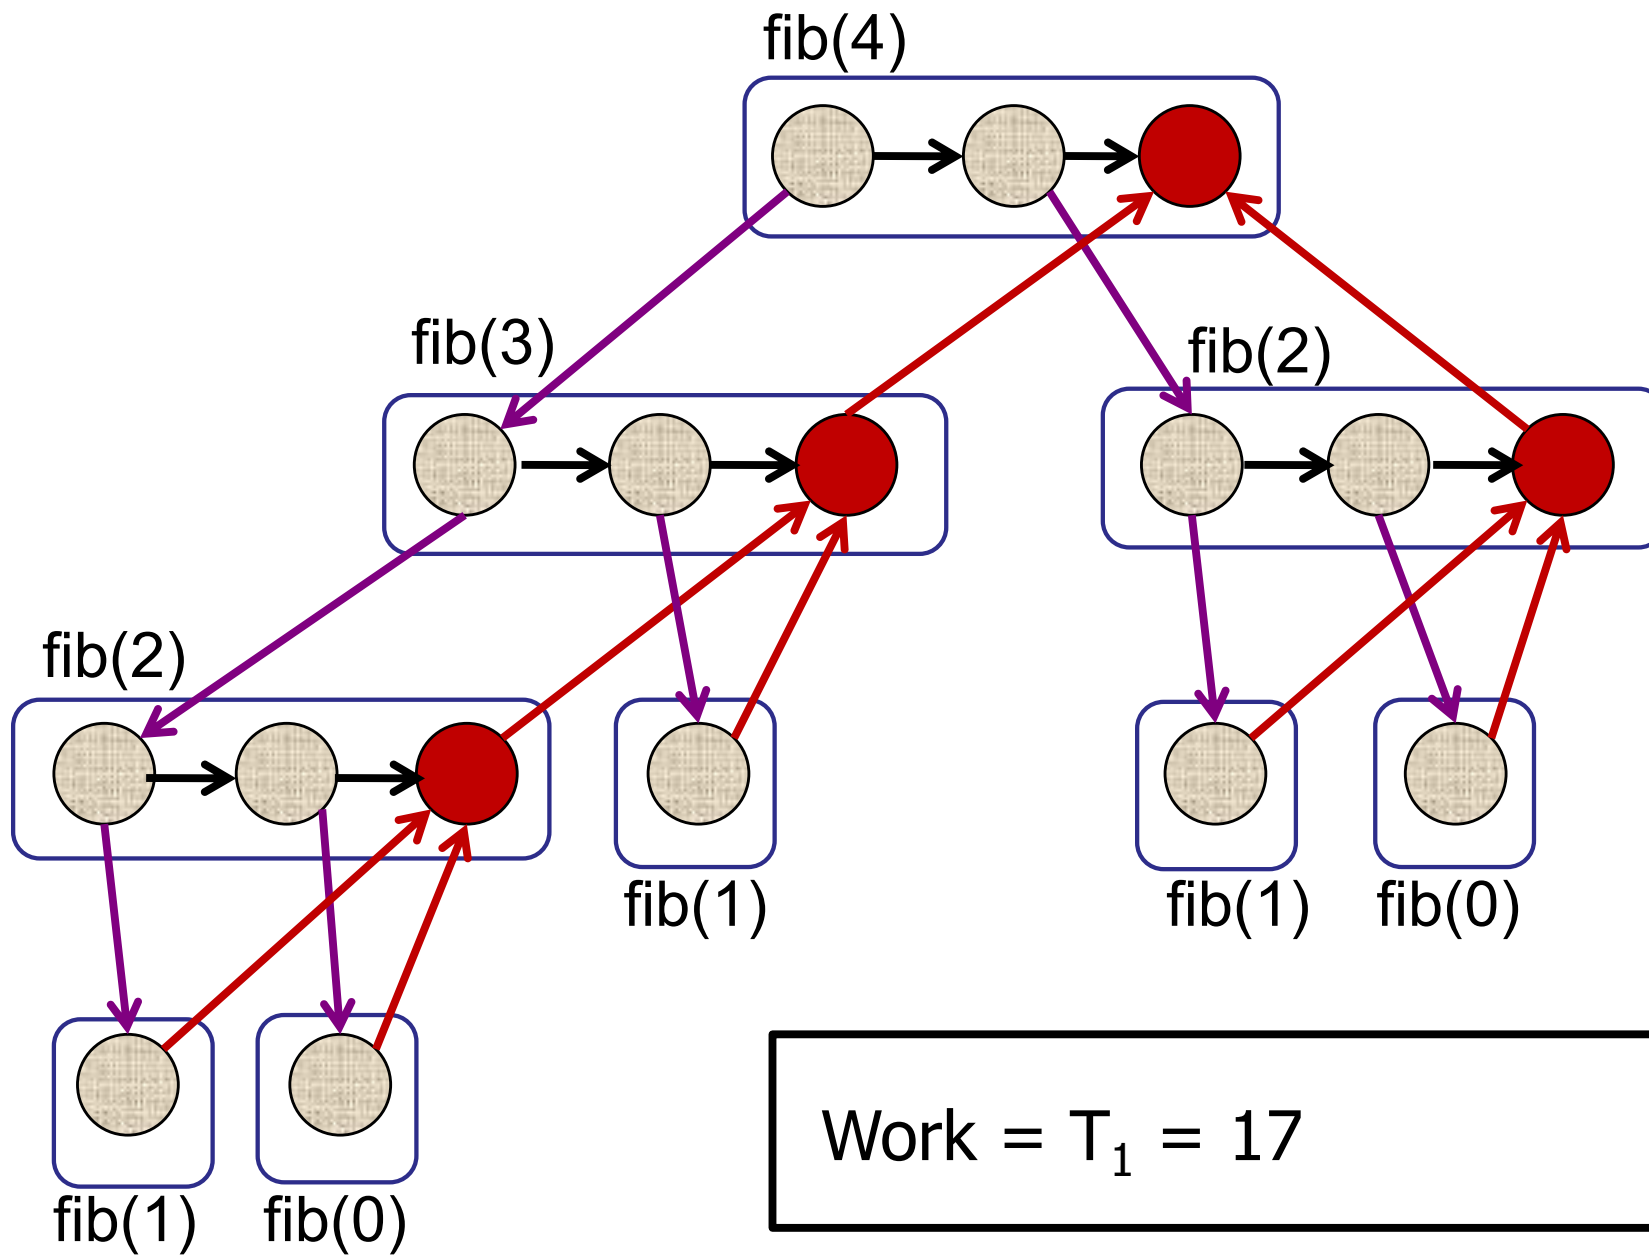 fib(4)
fib(3)
fib(2)
fib(2)
fib(1)
fib(1)
fib(0)
fib(1)
fib(0)
Work = T₁ = 17